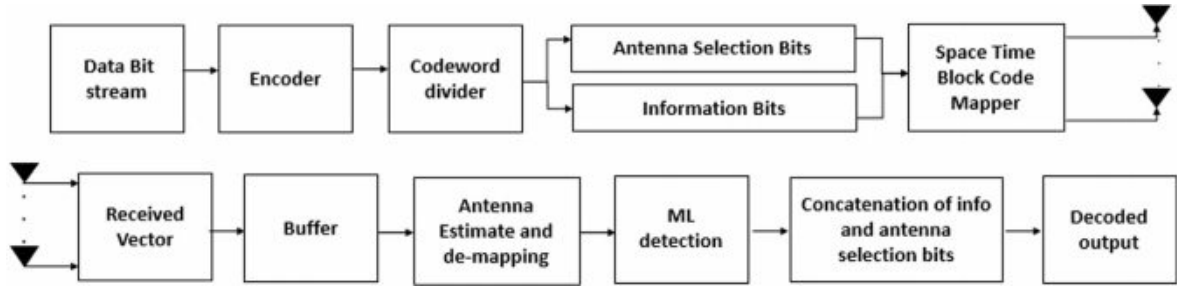 Data Bit
stream
Encoder
Codeword
divider
Antenna Selection Bits
Information Bits
Space Time
Block Code
Mapper
Received
Vector
Buffer
Antenna
Estimate and
de-mapping
ML
detection
Concatenation of info
and antenna
selection bits
Decoded
output